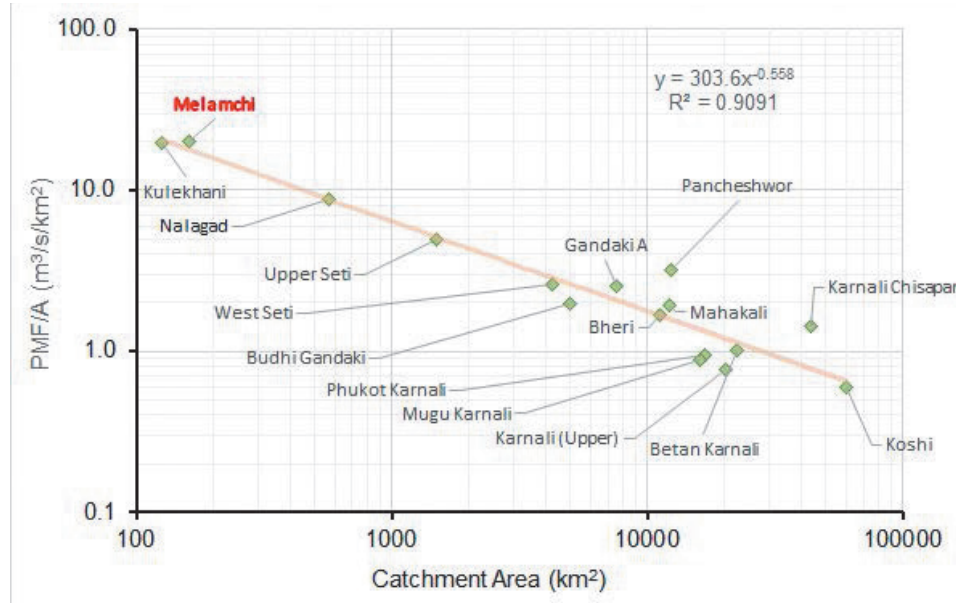 100.0
y = 303.6x^-0.558
R² = 0.9091
Melamchi
Kulekhani
10.0
Pancheshwor
Nalagad
Gandaki A
Upper Seti
Karnali Chisapani
West Seti
Mahakali
Bheri
Budhi Gandaki
1.0
Phukot Karnali
Mugu Karnali
Karnali (Upper)
Betan Karnali
Koshi
0.1
100
1000
10000
100000
PMF/A (m³/s/km²)
Catchment Area (km²)